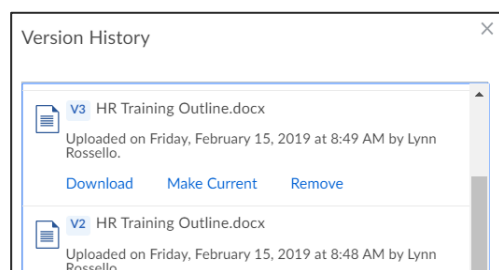 Version History
V3 HR Training Outline.docx
Uploaded on Friday, February 15, 2019 at 8:49 AM by Lynn
Rossello.
Download Make Current Remove
V2 HR Training Outline.docx
Uploaded on Friday, February 15, 2019 at 8:48 AM by Lynn
Rossello